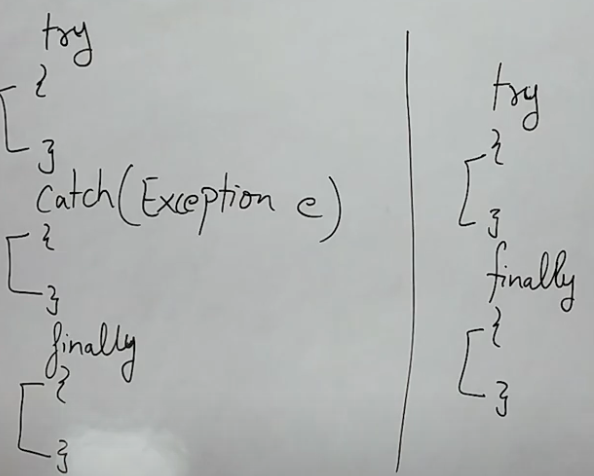 try
{
}
catch(Exception e)
{
}
finally
{
}
try
{
}
finally
{
}